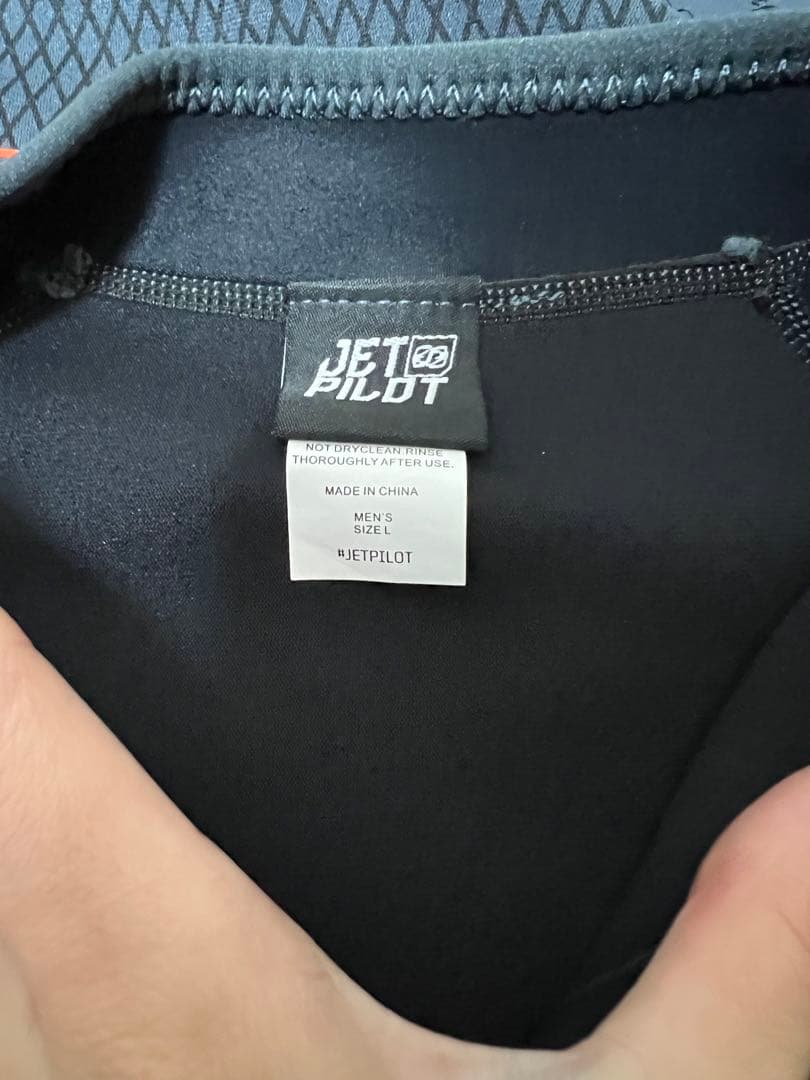 JET
PILOT
NOT DRYCLEAN.RINSE
THOROUGHLY AFTER USE.
MADE IN CHINA
MEN'S
SIZE L
#JETPILOT